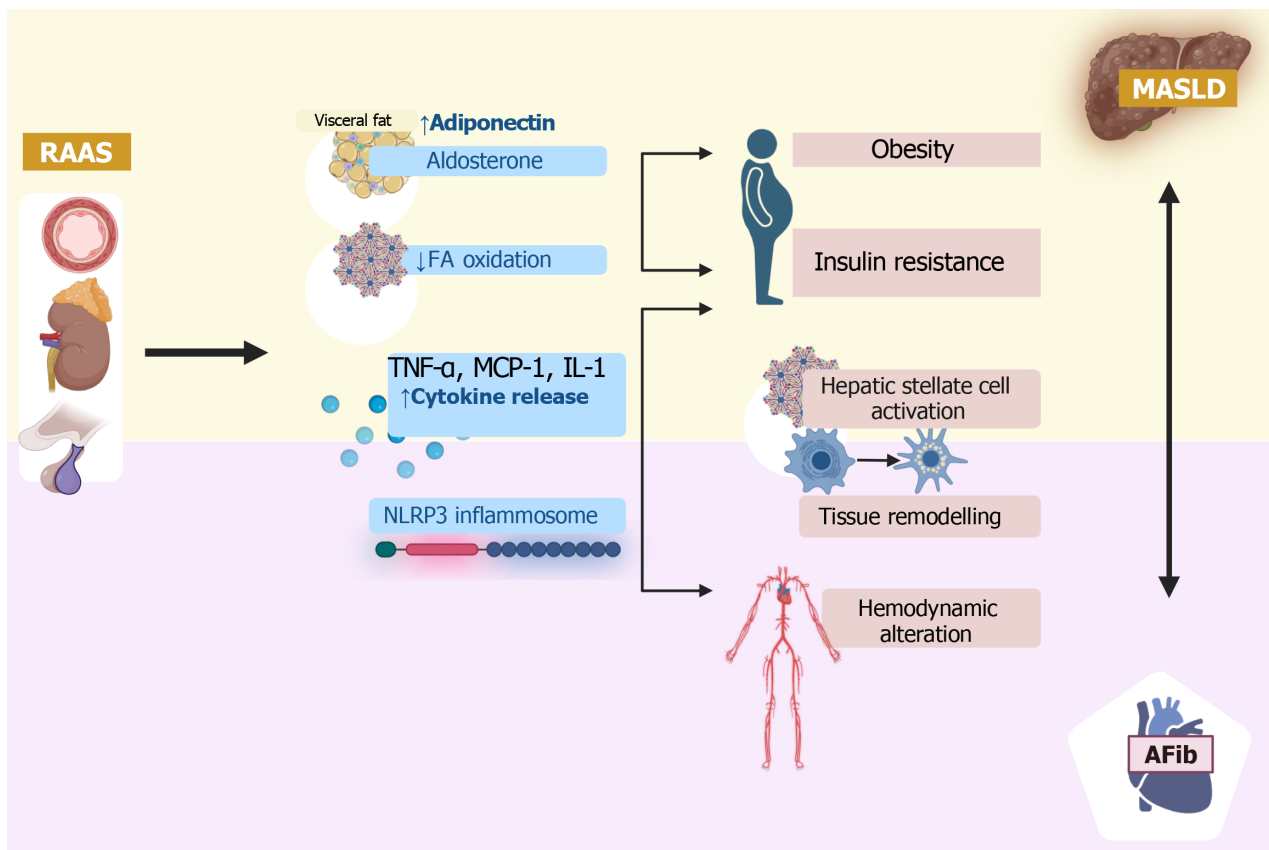 MASLD
RAAS
Visceral fat
↑Adiponectin
Aldosterone
↓FA oxidation
TNF-α, MCP-1, IL-1
↑Cytokine release
NLRP3 inflammosome
Obesity
Insulin resistance
Hepatic stellate cell
activation
Tissue remodelling
Hemodynamic
alteration
AFib